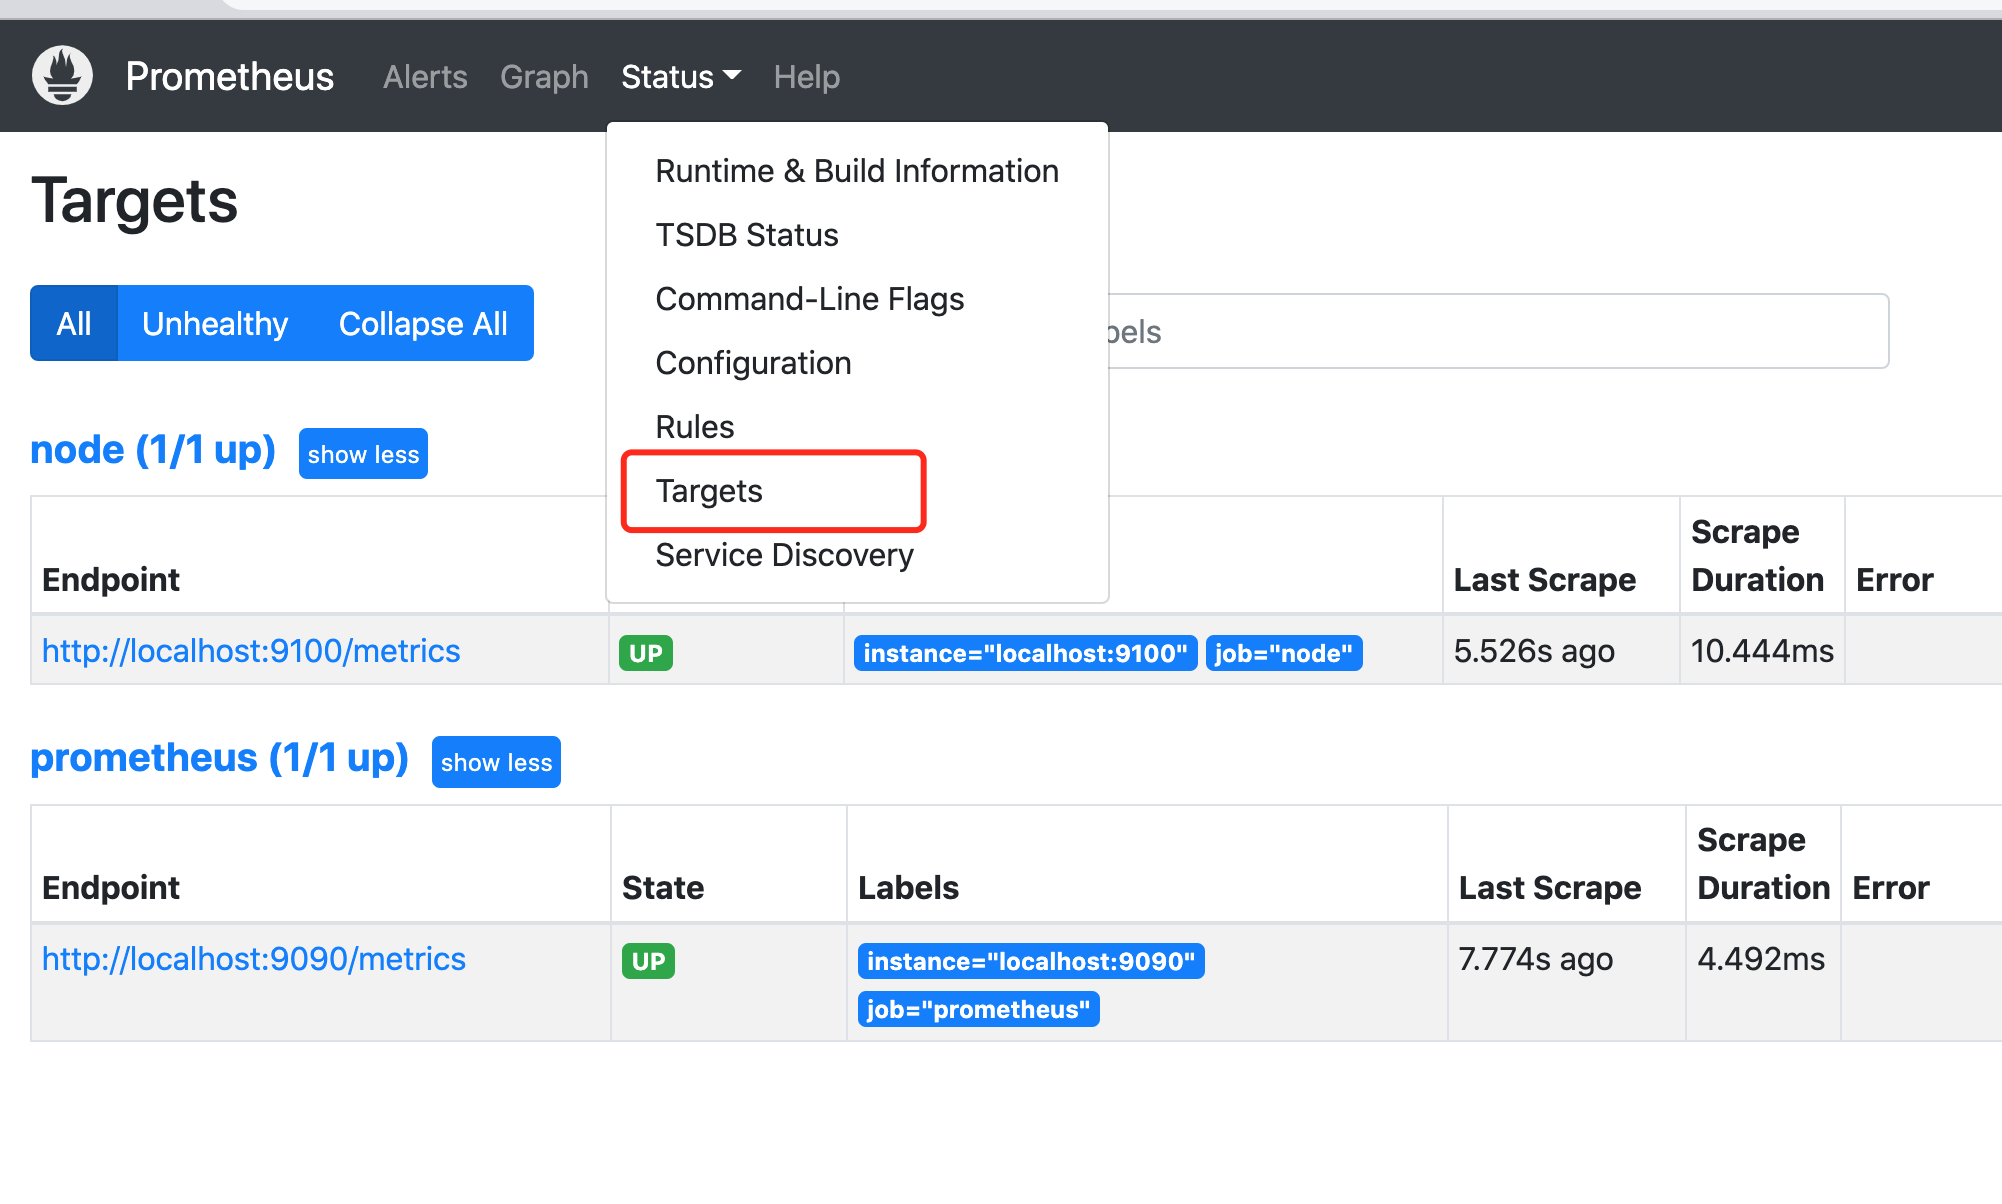 Prometheus Alerts Graph Status Help
Runtime & Build Information
TSDB Status
Command-Line Flags
Configuration
Rules
Targets
Service Discovery
Targets
All Unhealthy Collapse All
node (1/1 up) show less
Endpoint Last Scrape Scrape Duration Error
http://localhost:9100/metrics UP instance="localhost:9100" job="node" 5.526s ago 10.444ms
prometheus (1/1 up) show less
Endpoint State Labels Last Scrape Scrape Duration Error
http://localhost:9090/metrics UP instance="localhost:9090" 7.774s ago 4.492ms
job="prometheus"